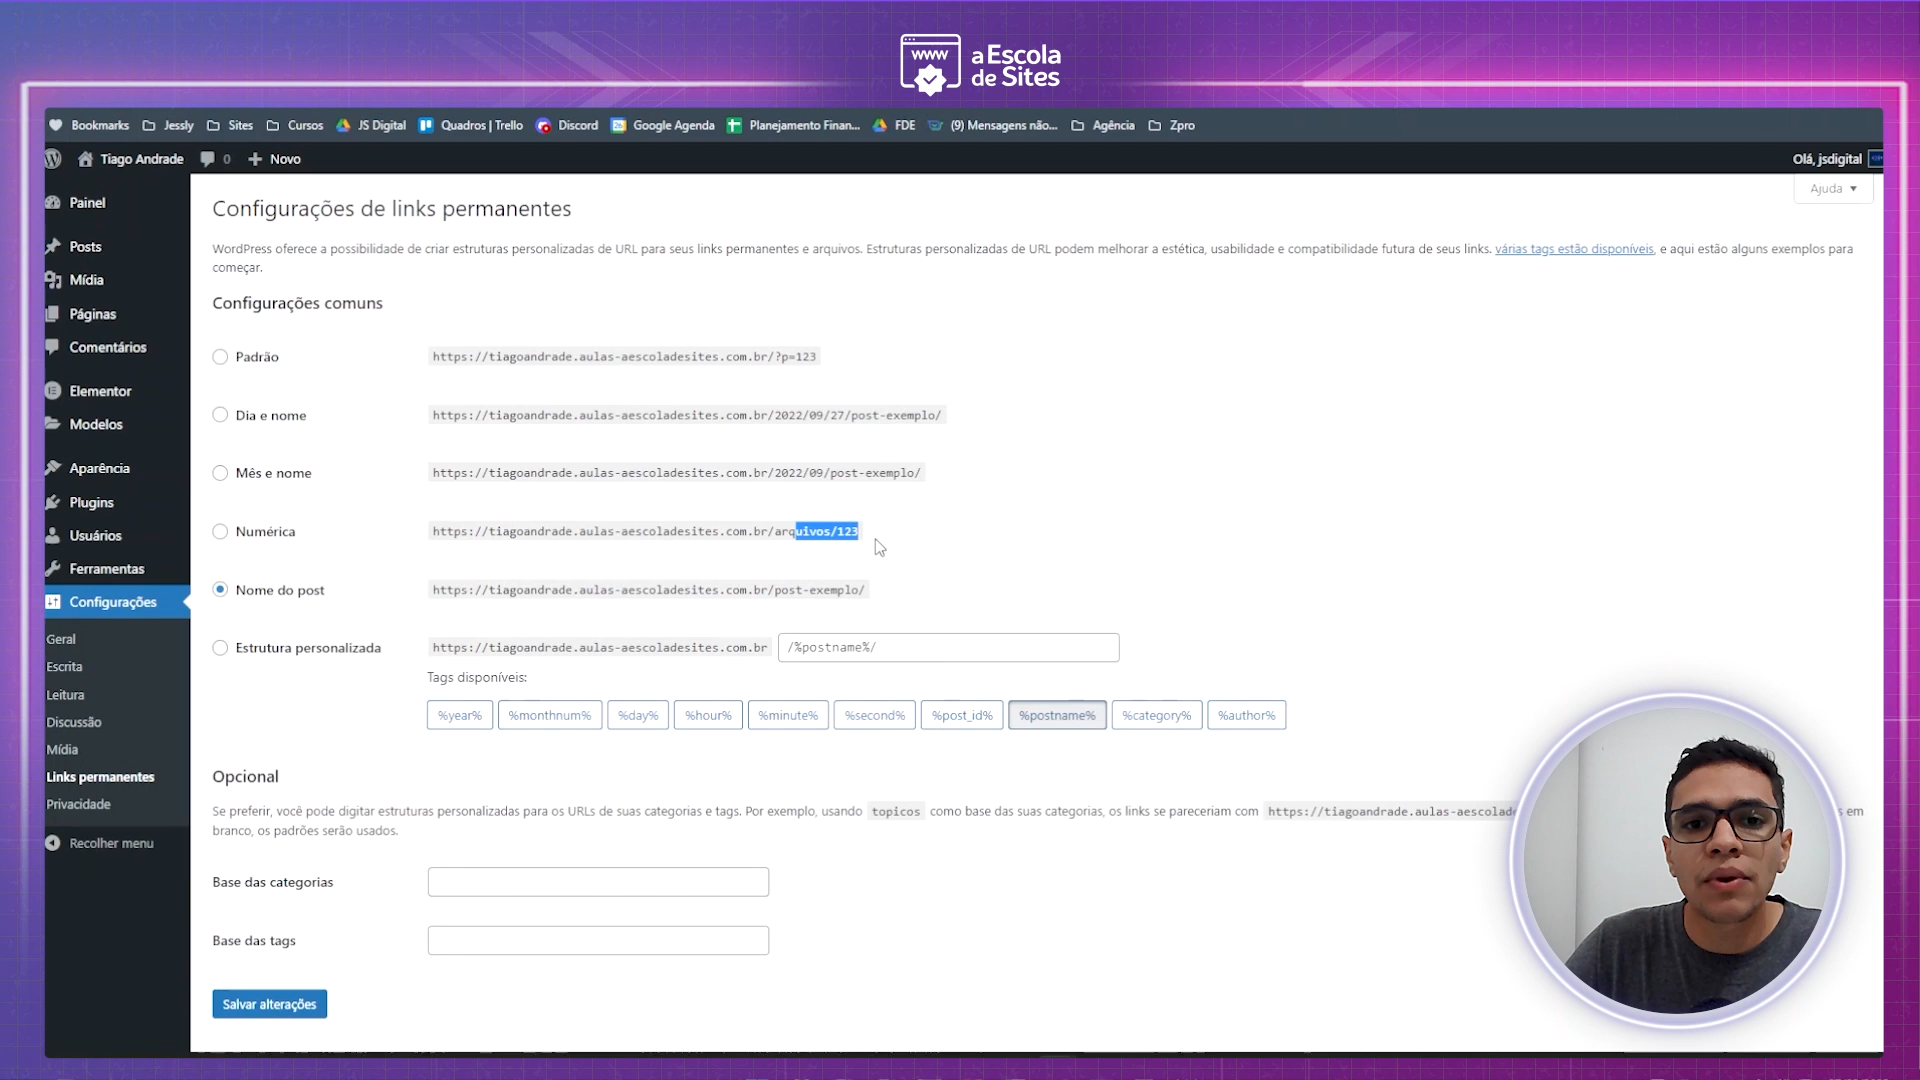 www
a Escola
de Sites
Bookmarks Jessly Sites Cursos JS Digital Quadros | Trello Discord Google Agenda Planejamento Finan... FDE (9) Mensagens não... Agência Zpro
Tiago Andrade 0 Novo Olá, jsdigital
Ajuda
Painel
Posts
Mídia
Páginas
Comentários
Elementor
Modelos
Aparência
Plugins
Usuários
Ferramentas
Configurações
Geral
Escrita
Leitura
Discussão
Mídia
Links permanentes
Privacidade
Recolher menu
Configurações de links permanentes
WordPress oferece a possibilidade de criar estruturas personalizadas de URL para seus links permanentes e arquivos. Estruturas personalizadas de URL podem melhorar a estética, usabilidade e compatibilidade futura de seus links. várias tags estão disponíveis, e aqui estão alguns exemplos para
começar.
Configurações comuns
Padrão https://tiagoandrade.aulas-aescoladesites.com.br/?p=123
Dia e nome https://tiagoandrade.aulas-aescoladesites.com.br/2022/09/27/post-exemplo/
Mês e nome https://tiagoandrade.aulas-aescoladesites.com.br/2022/09/post-exemplo/
Numérica https://tiagoandrade.aulas-aescoladesites.com.br/arquivos/123
Nome do post https://tiagoandrade.aulas-aescoladesites.com.br/post-exemplo/
Estrutura personalizada https://tiagoandrade.aulas-aescoladesites.com.br /%postname%/
Tags disponíveis:
%year% %monthnum% %day% %hour% %minute% %second% %post_id% %postname% %category% %author%
Opcional
Se preferir, você pode digitar estruturas personalizadas para os URLs de suas categorias e tags. Por exemplo, usando topicos como base das suas categorias, os links se pareceriam com https://tiagoandrade.aulas-aescolade s em
branco, os padrões serão usados.
Base das categorias
Base das tags
Salvar alterações